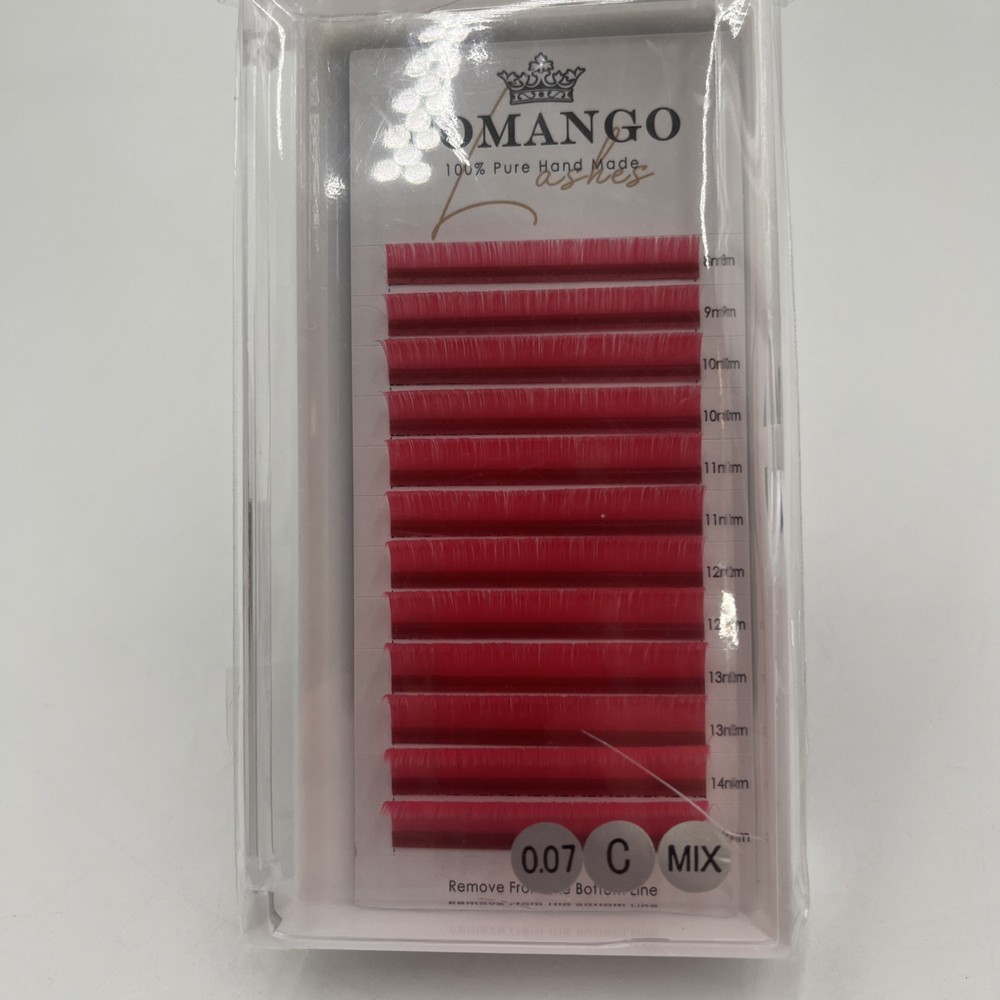 OMANGO
100% Pure Hand Made
Lashes
8mm
9mm
10mm
10mm
11mm
11mm
12mm
12mm
13mm
13mm
14mm
0.07 C MIX
Remove From the Bottom Line